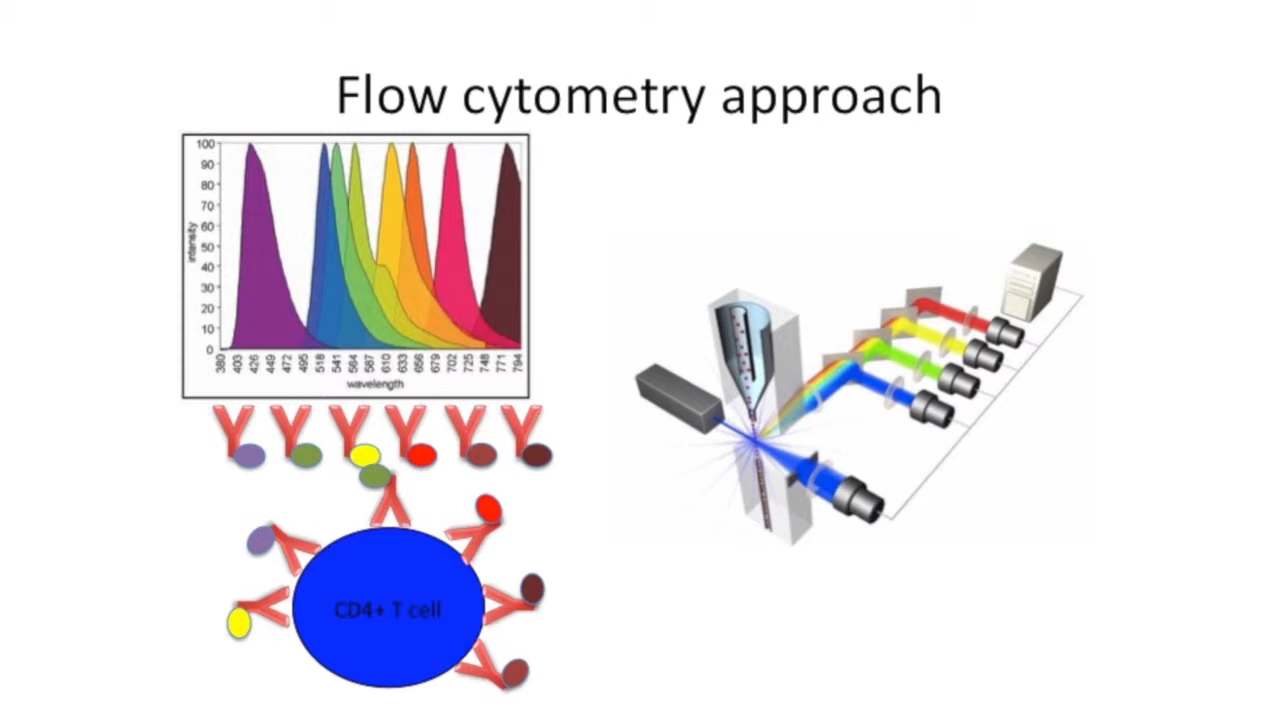 Flow cytometry approach
100
90
80
70
60
50
40
30
20
10
0
intensity
380 403 426 449 472 495 518 541 564 587 610 633 656 679 702 725 748 771 794
wavelength
CD4+ T cell